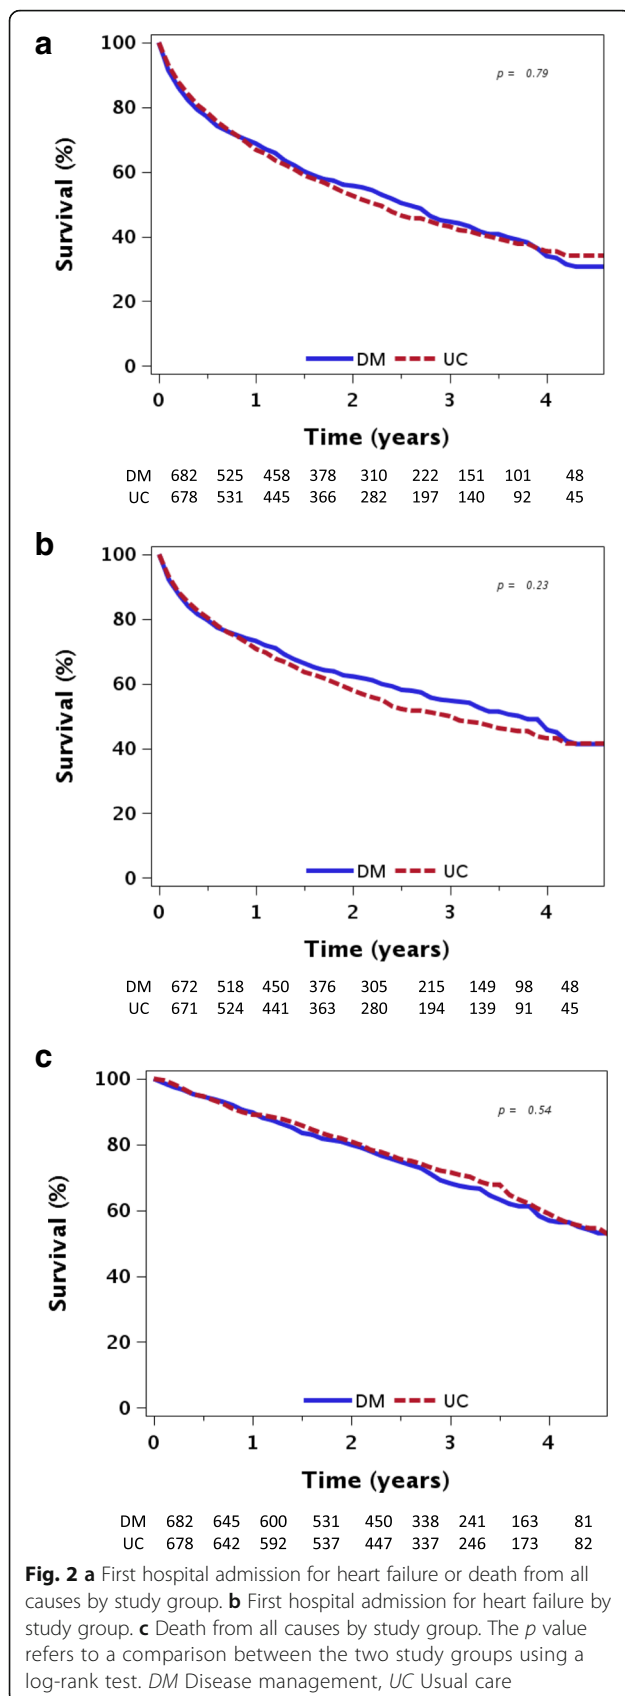 a
100
80
60
40
20
0
Survival (%)
p = 0.79
DM UC
0 1 2 3 4
Time (years)
DM 682 525 458 378 310 222 151 101 48
UC 678 531 445 366 282 197 140 92 45
b
100
80
60
40
20
0
Survival (%)
p = 0.23
DM UC
0 1 2 3 4
Time (years)
DM 672 518 450 376 305 215 149 98 48
UC 671 524 441 363 280 194 139 91 45
c
100
80
60
40
20
0
Survival (%)
p = 0.54
DM UC
0 1 2 3 4
Time (years)
DM 682 645 600 531 450 338 241 163 81
UC 678 642 592 537 447 337 246 173 82
Fig. 2 a First hospital admission for heart failure or death from all
causes by study group. b First hospital admission for heart failure by
study group. c Death from all causes by study group. The p value
refers to a comparison between the two study groups using a
log-rank test. DM Disease management, UC Usual care